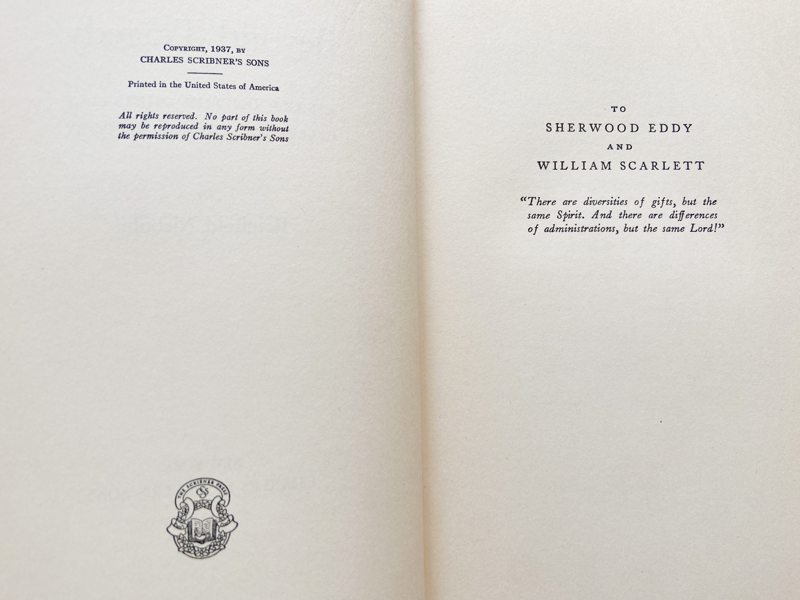 Copyright, 1937, by
CHARLES SCRIBNER'S SONS
Printed in the United States of America
All rights reserved. No part of this book
may be reproduced in any form without
the permission of Charles Scribner's Sons
THE SCRIBNER PRESS
TO
SHERWOOD EDDY
AND
WILLIAM SCARLETT
"There are diversities of gifts, but the
same Spirit. And there are differences
of administrations, but the same Lord!"